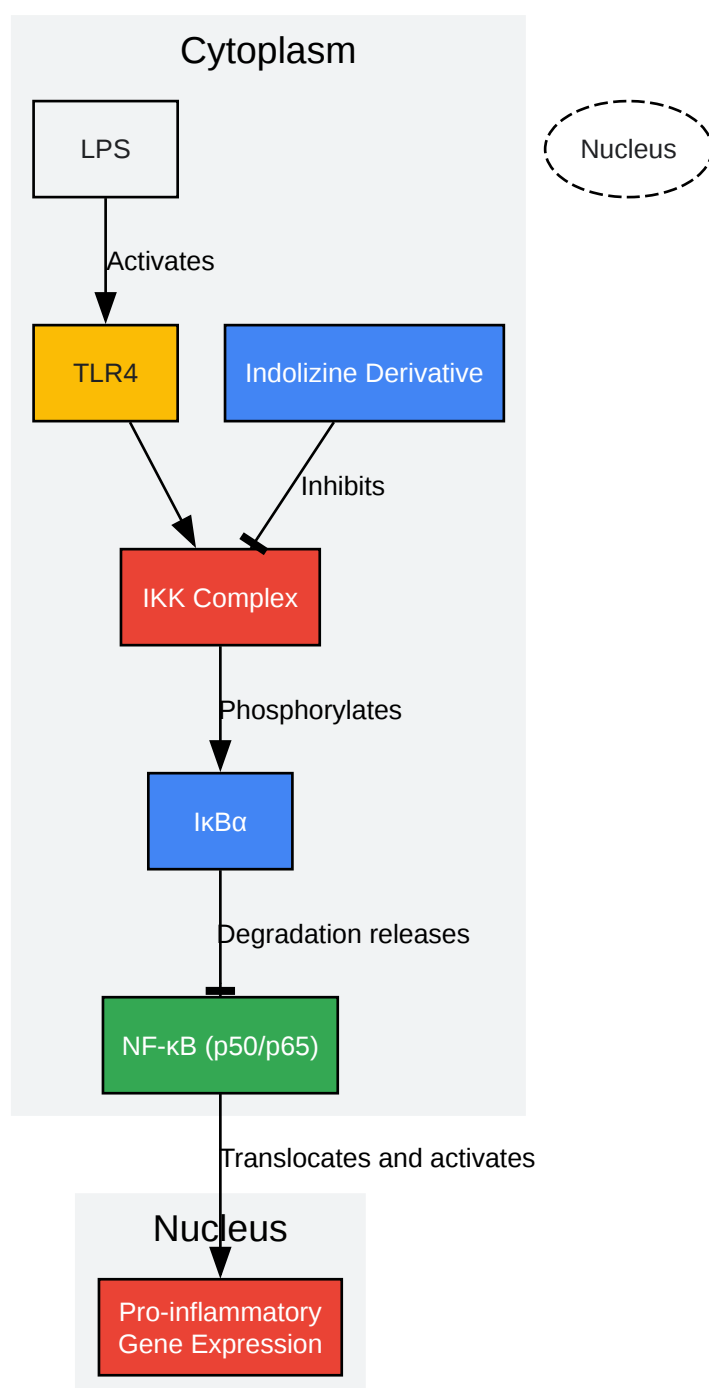 Cytoplasm
LPS
Nucleus
Activates
TLR4
Indolizine Derivative
Inhibits
IKK Complex
Phosphorylates
IκBα
Degradation releases
NF-κB (p50/p65)
Translocates and activates
Nucleus
Pro-inflammatory
Gene Expression